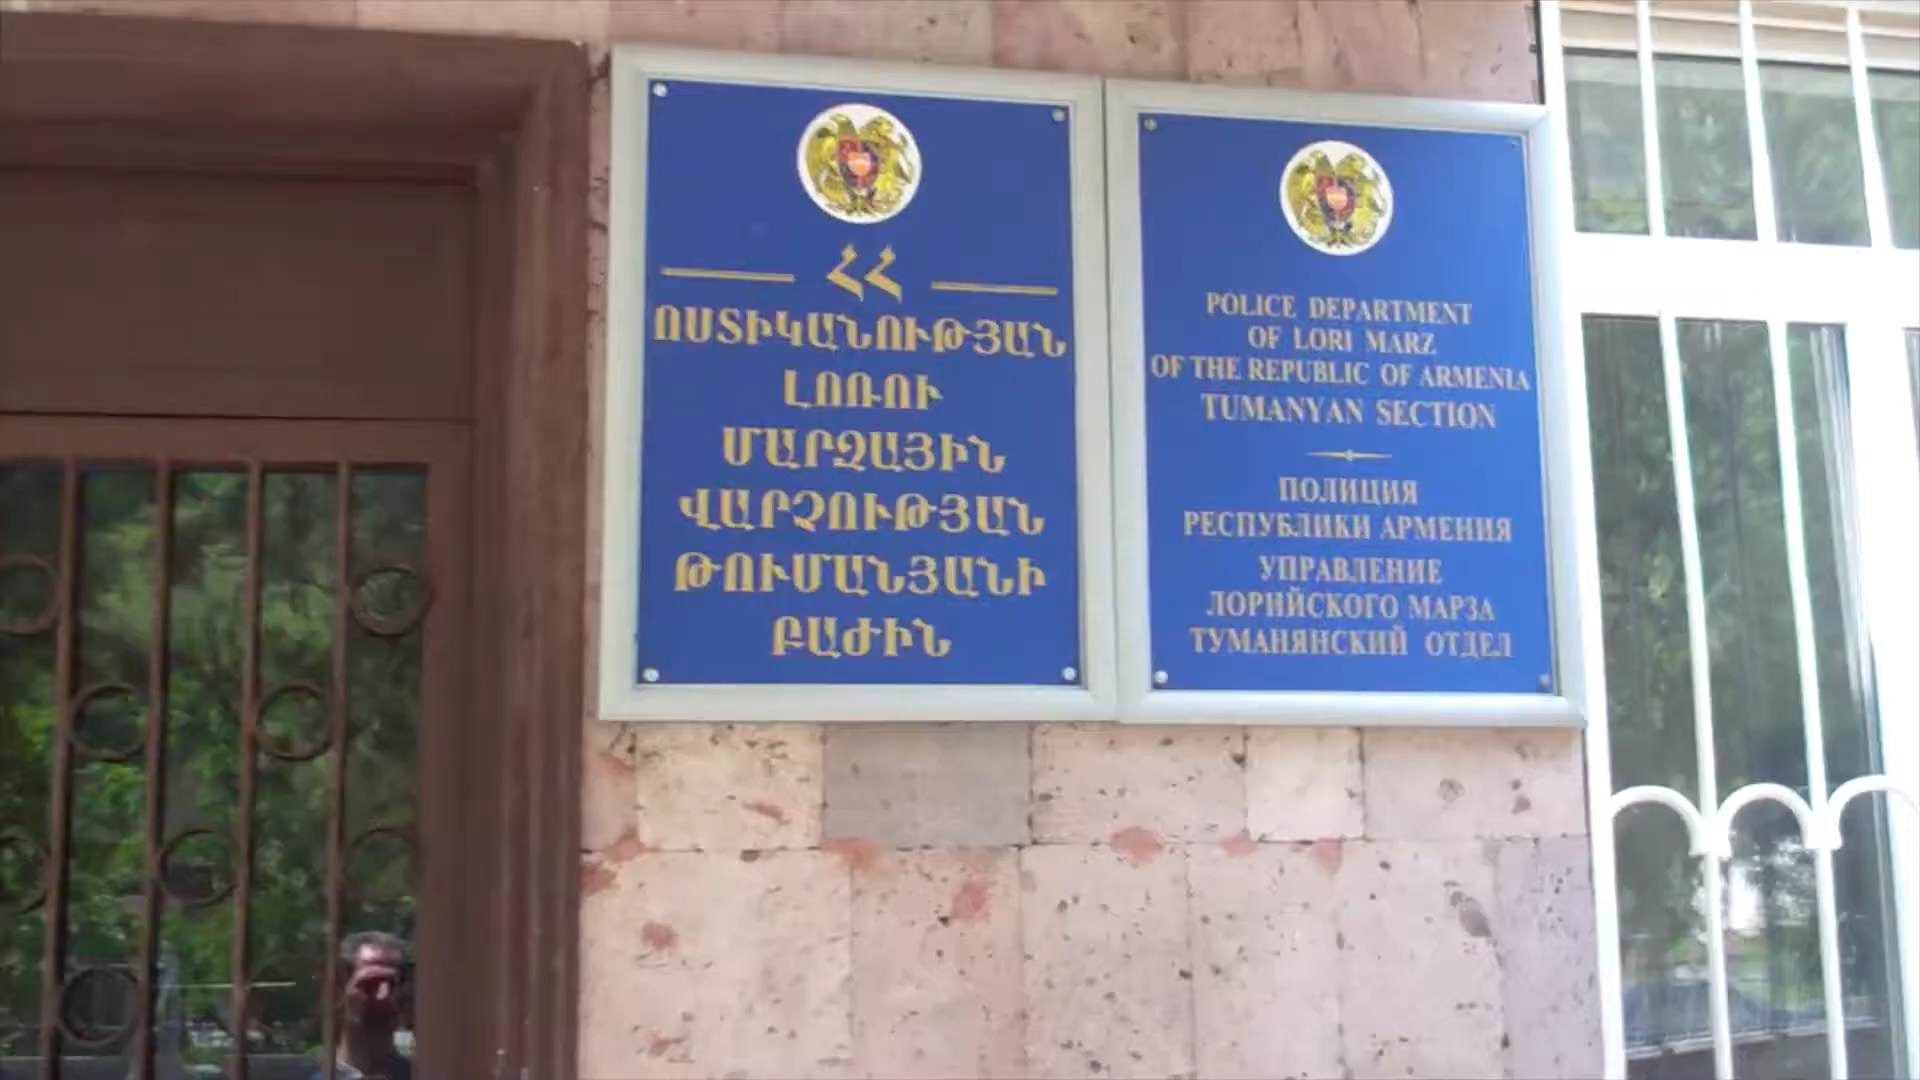 ՀՀ
ՈՍՏԻԿԱՆՈՒԹՅԱՆ
ԼՈՌՈՒ
ՄԱՐԶԱՅԻՆ
ՎԱՐՉՈՒԹՅԱՆ
ԹՈՒՄԱՆՅԱՆԻ
ԲԱԺԻՆ
POLICE DEPARTMENT
OF LORI MARZ
OF THE REPUBLIC OF ARMENIA
TUMANYAN SECTION
ПОЛИЦИЯ
РЕСПУБЛИКИ АРМЕНИЯ
УПРАВЛЕНИЕ
ЛОРИЙСКОГО МАРЗА
ТУМАНЯНСКИЙ ОТДЕЛ